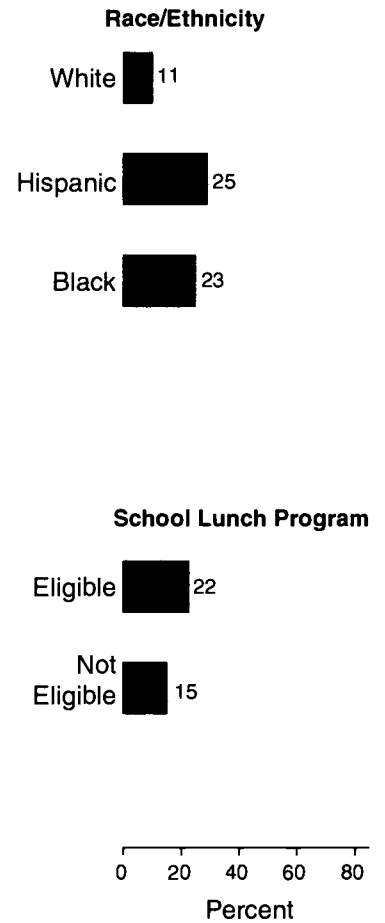 Race/Ethnicity
White 11
Hispanic 25
Black 23
School Lunch Program
Eligible 22
Not
Eligible 15
0 20 40 60 80
Percent